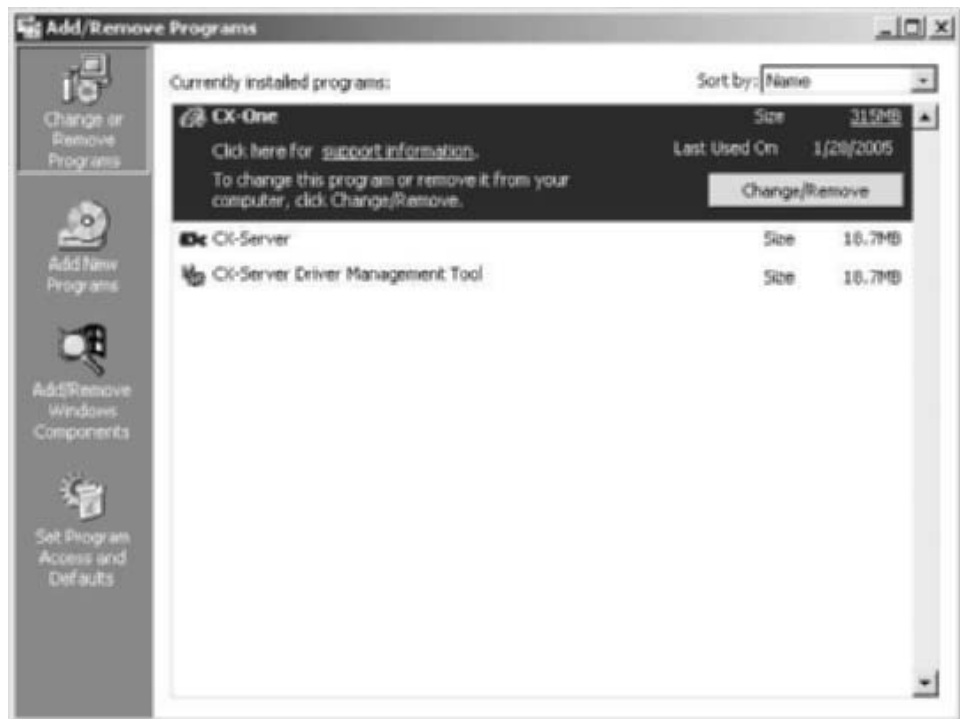 Add/Remove Programs
Change or
Remove
Programs
Add New
Programs
Add/Remove
Windows
Components
Set Program
Access and
Defaults
Currently installed programs:
Sort by: Name
CX-One
Size 315MB
Click here for support information.
Last Used On 1/28/2005
To change this program or remove it from your
computer, click Change/Remove.
Change/Remove
CX-Server
Size 18.7MB
CX-Server Driver Management Tool
Size 18.7MB